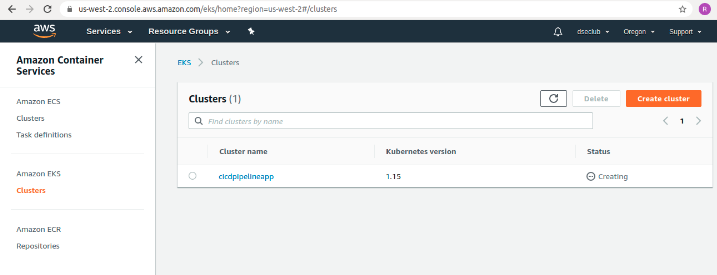 us-west-2.console.aws.amazon.com/eks/home?region=us-west-2#/clusters
R
aws
Services
Resource Groups
dseclub
Oregon
Support
Amazon Container
Services
Amazon ECS
Clusters
Task definitions
Amazon EKS
Clusters
Amazon ECR
Repositories
EKS
Clusters
Clusters (1)
Delete
Create cluster
Find clusters by name
1
Cluster name
Kubernetes version
Status
cicdpipelineapp
1.15
Creating